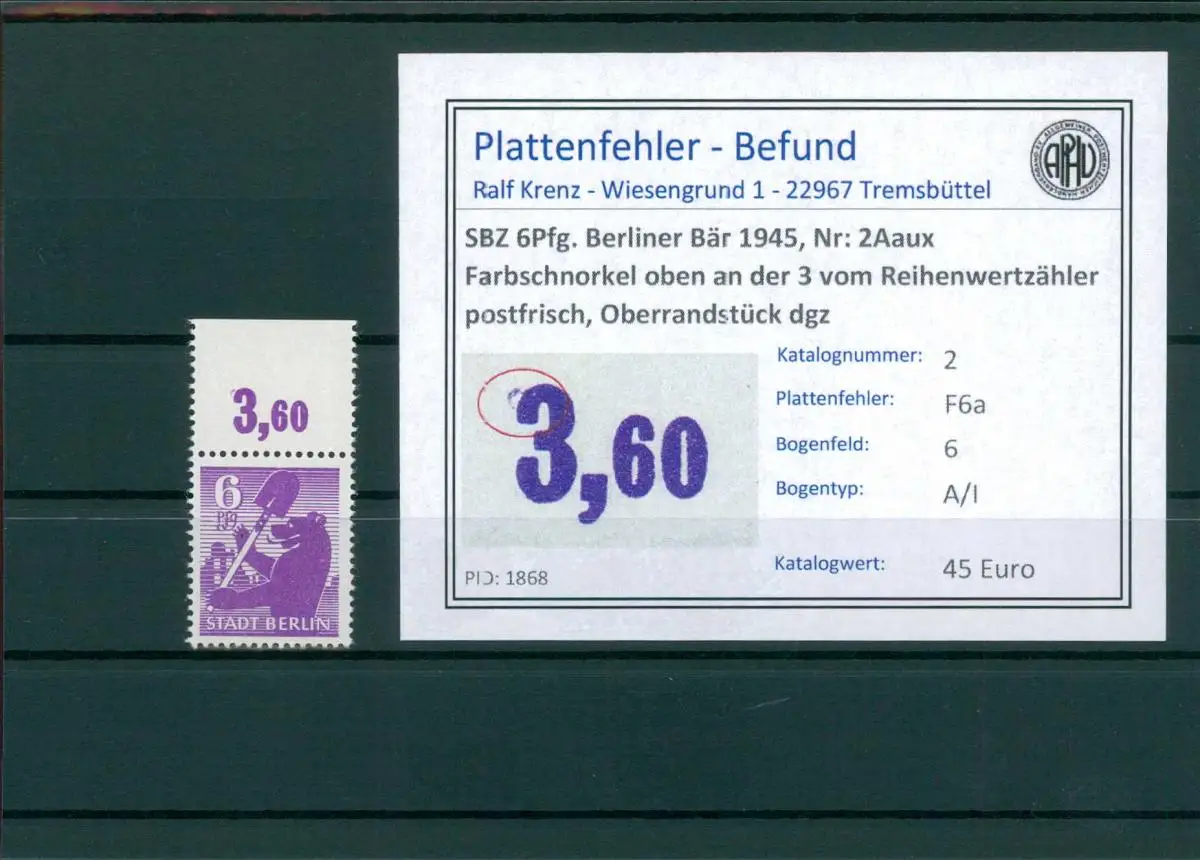 3,60
6
Pfg
STADT BERLIN
Plattenfehler - Befund
Ralf Krenz - Wiesengrund 1 - 22967 Tremsbüttel
APHV
SBZ 6Pfg. Berliner Bär 1945, Nr: 2Aaux
Farbschnorkel oben an der 3 vom Reihenwertzähler
postfrisch, Oberrandstück dgz
3,60
Katalognummer: 2
Plattenfehler: F6a
Bogenfeld: 6
Bogentyp: A/I
Katalogwert: 45 Euro
PID: 1868